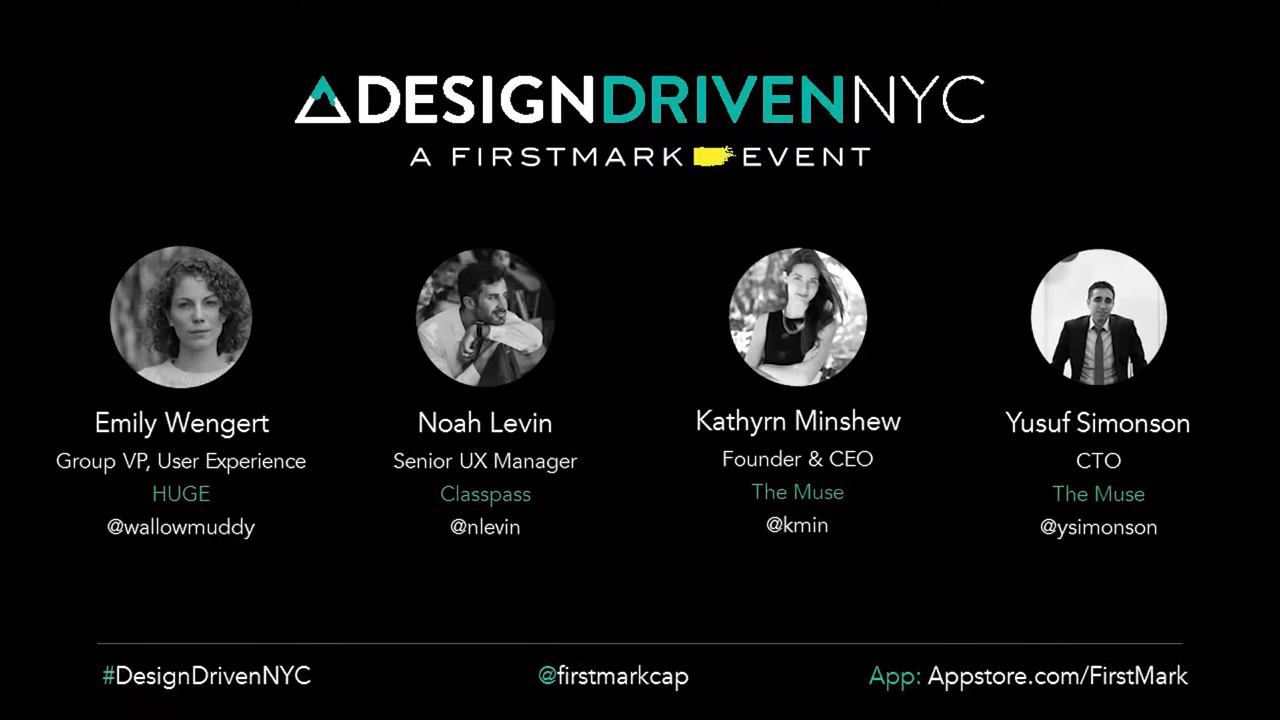 DESIGNDRIVENNYC
A FIRSTMARK EVENT
Emily Wengert
Group VP, User Experience
HUGE
@wallowmuddy
Noah Levin
Senior UX Manager
Classpass
@nlevin
Kathyrn Minshew
Founder & CEO
The Muse
@kmin
Yusuf Simonson
CTO
The Muse
@ysimonson
#DesignDrivenNYC
@firstmarkcap
App: Appstore.com/FirstMark